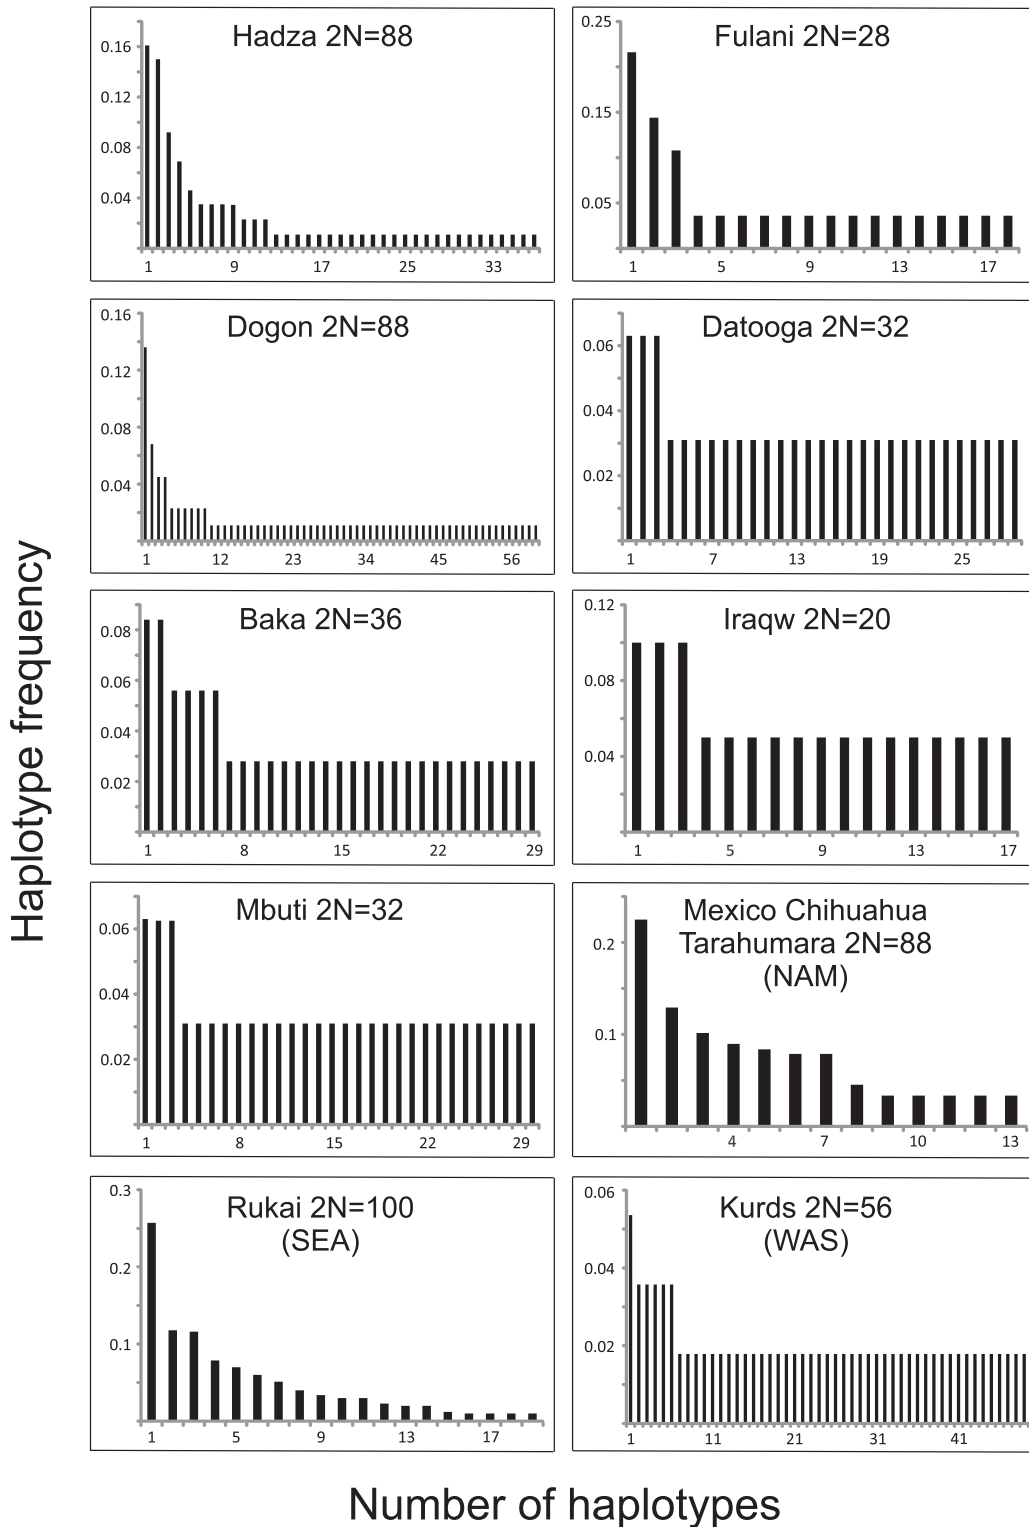 Haplotype frequency
Hadza 2N=88
0.16
0.12
0.08
0.04
1 9 17 25 33
Fulani 2N=28
0.25
0.15
0.05
1 5 9 13 17
Dogon 2N=88
0.16
0.12
0.08
0.04
1 12 23 34 45 56
Datooga 2N=32
0.06
0.04
0.02
1 7 13 19 25
Baka 2N=36
0.08
0.06
0.04
0.02
1 8 15 22 29
Iraqw 2N=20
0.12
0.08
0.04
1 5 9 13 17
Mbuti 2N=32
0.06
0.04
0.02
1 8 15 22 29
Mexico Chihuahua
Tarahumara 2N=88
(NAM)
0.2
0.1
4 7 10 13
Rukai 2N=100
(SEA)
0.3
0.2
0.1
1 5 9 13 17
Kurds 2N=56
(WAS)
0.06
0.04
0.02
1 11 21 31 41
Number of haplotypes